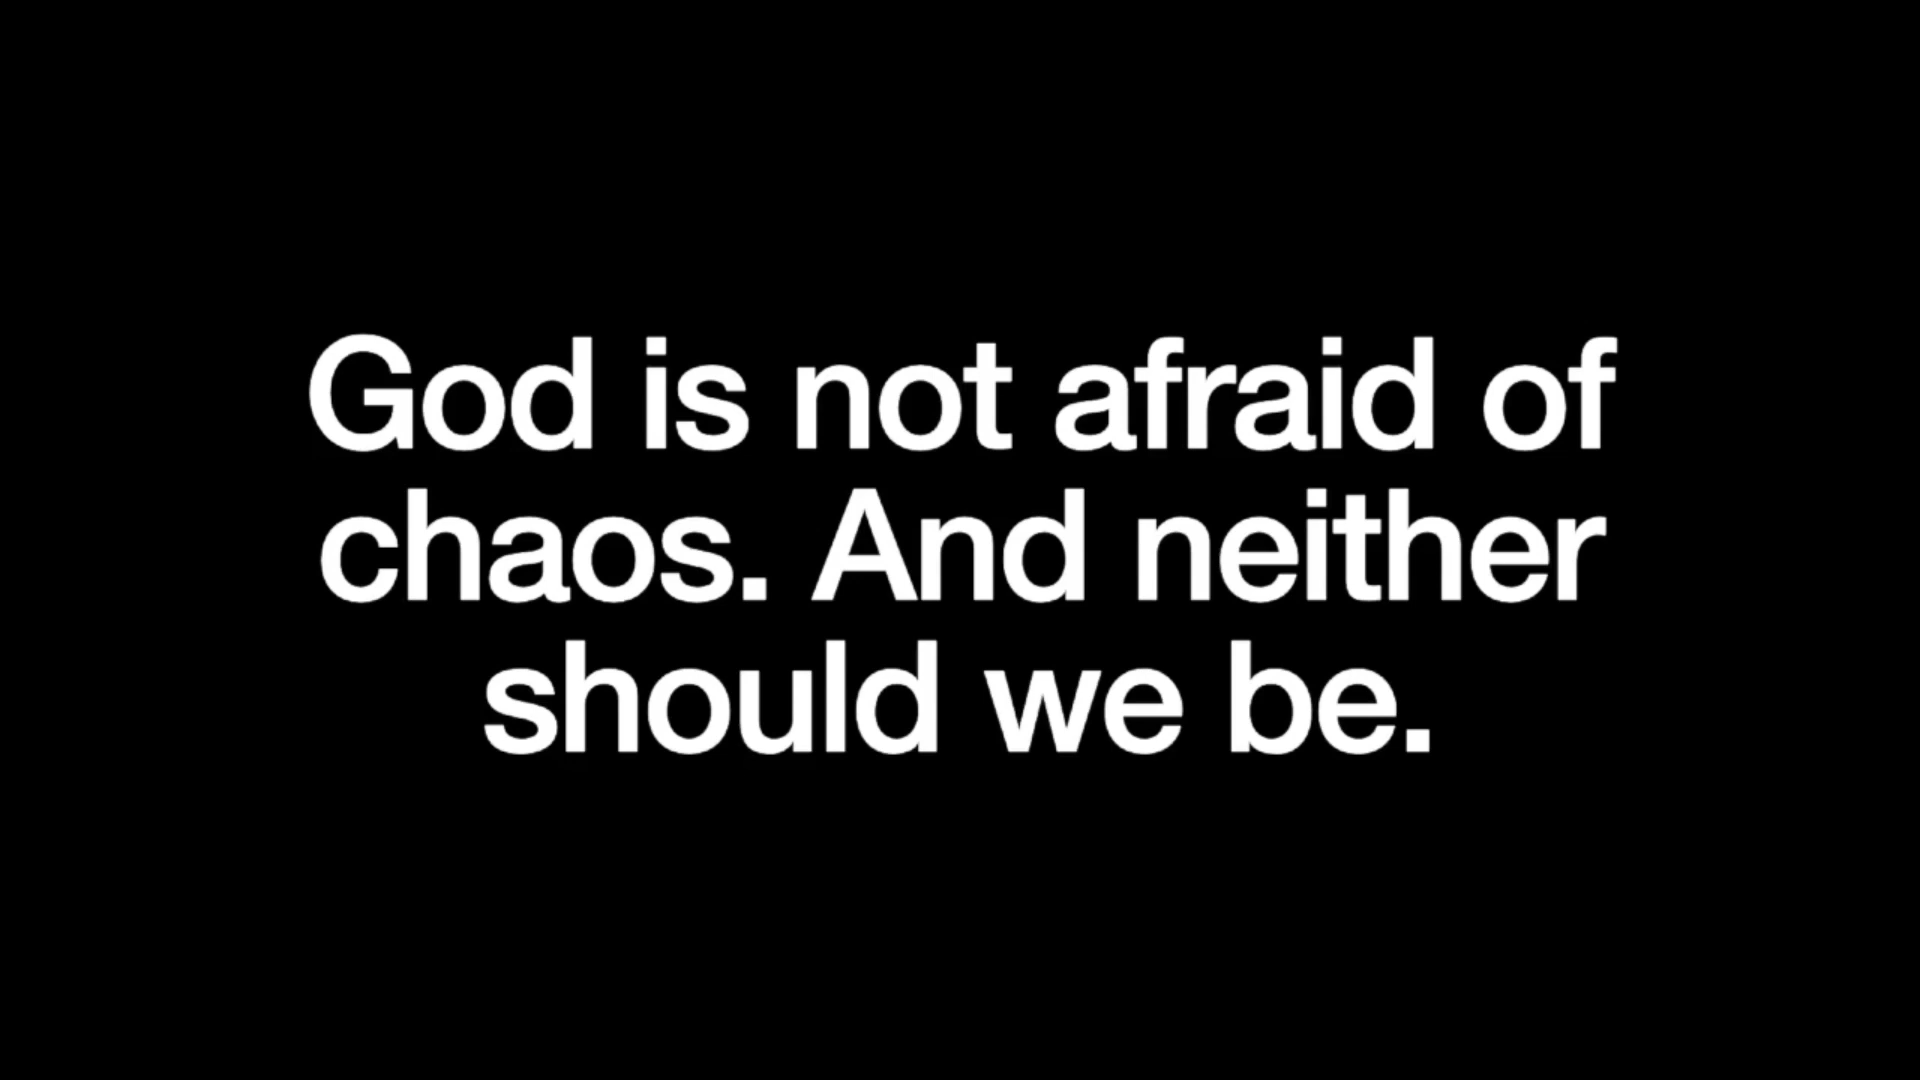 God is not afraid of
chaos. And neither
should we be.